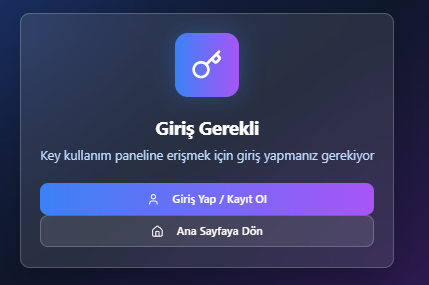 Giriş Gerekli
Key kullanım paneline erişmek için giriş yapmanız gerekiyor
Giriş Yap / Kayıt Ol
Ana Sayfaya Dön